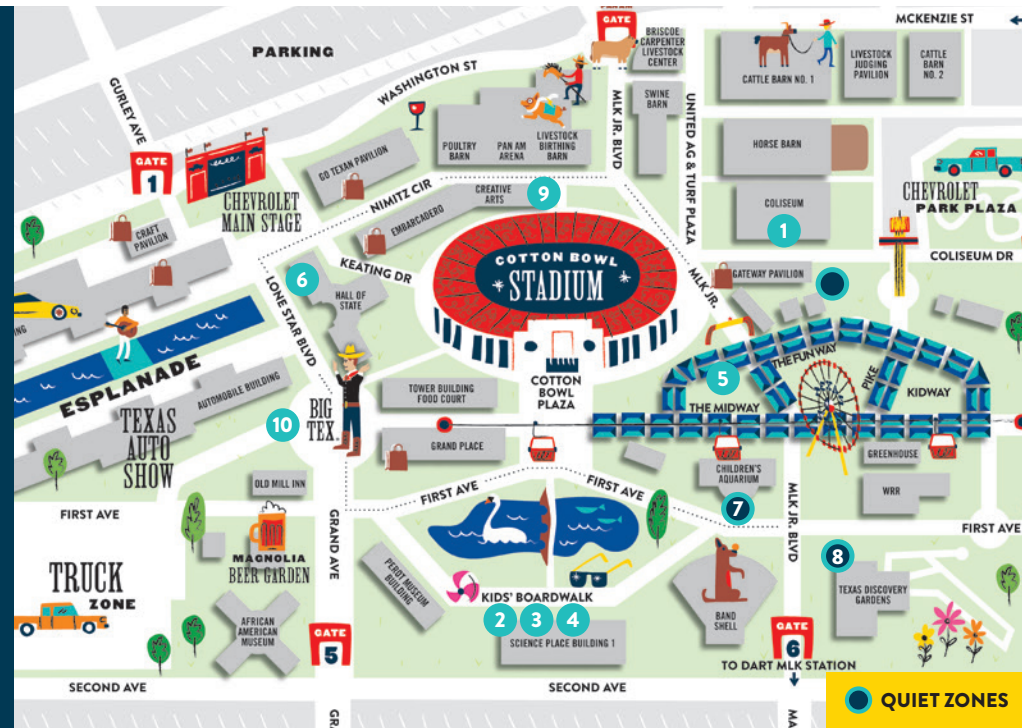 MCKENZIE ST
GATE
PARKING
BRISCOE
CARPENTER
LIVESTOCK
CENTER
WASHINGTON ST
GURLEY AVE
CATTLE BARN NO. 1
LIVESTOCK
JUDGING
PAVILION
CATTLE
BARN
NO. 2
SWINE
BARN
MLK JR. BLVD
UNITED AG & TURF PLAZA
POULTRY
BARN
PAN AM
ARENA
LIVESTOCK
BIRTHING
BARN
HORSE BARN
GATE
1
GO TEXAN PAVILION
CHEVROLET
MAIN STAGE
NIMITZ CIR
CREATIVE
ARTS
9
EMBARCADERO
COLISEUM
1
CHEVROLET
PARK PLAZA
CRAFT
PAVILION
KEATING DR
COTTON BOWL
STADIUM
MLK JR.
GATEWAY PAVILION
COLISEUM DR
6
HALL OF
STATE
LONE STAR BLVD
ESPLANADE
THE FUN WAY
PIKE
KIDWAY
5
THE MIDWAY
COTTON
BOWL
PLAZA
TOWER BUILDING
FOOD COURT
AUTOMOBILE BUILDING
10
BIG
TEX
TEXAS
AUTO
SHOW
GRAND PLACE
GREENHOUSE
CHILDREN'S
AQUARIUM
7
WRR
OLD MILL INN
FIRST AVE
FIRST AVE
FIRST AVE
FIRST AVE
GRAND AVE
MLK JR. BLVD
MAGNOLIA
BEER GARDEN
TRUCK
ZONE
PEROT MUSEUM
BUILDING
KIDS' BOARDWALK
2
3
4
SCIENCE PLACE BUILDING 1
BAND
SHELL
8
TEXAS DISCOVERY
GARDENS
AFRICAN
AMERICAN
MUSEUM
GATE
5
GATE
6
TO DART MLK STATION
SECOND AVE
SECOND AVE
GR
MA
QUIET ZONES